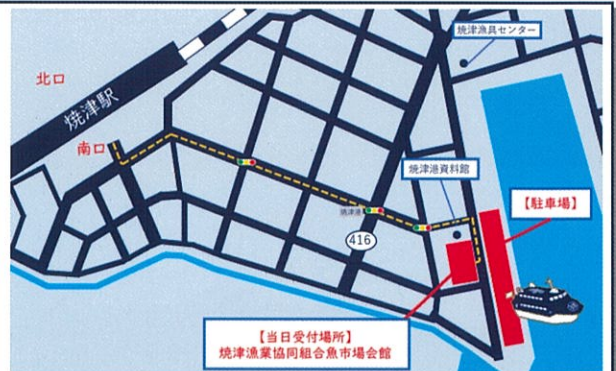 焼津漁具センター
北口
焼津駅
南口
焼津港資料館
【駐車場】
焼津港
416
【当日受付場所】
焼津漁業協同組合魚市場会館